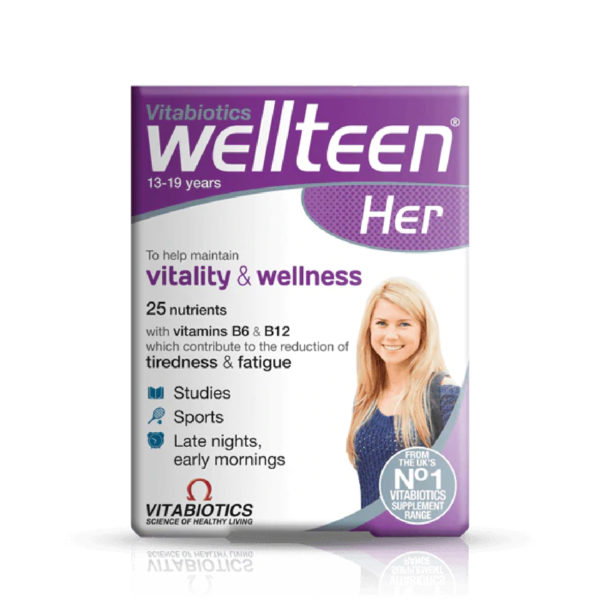 Vitabiotics
wellteen®
13-19 years
Her
To help maintain
vitality & wellness
25 nutrients
with vitamins B6 & B12
which contribute to the reduction of
tiredness & fatigue
Studies
Sports
Late nights,
early mornings
FROM
THE UK'S
Nº1
VITABIOTICS
SUPPLEMENT
RANGE
VITABIOTICS
SCIENCE OF HEALTHY LIVING
VITABIOTICS